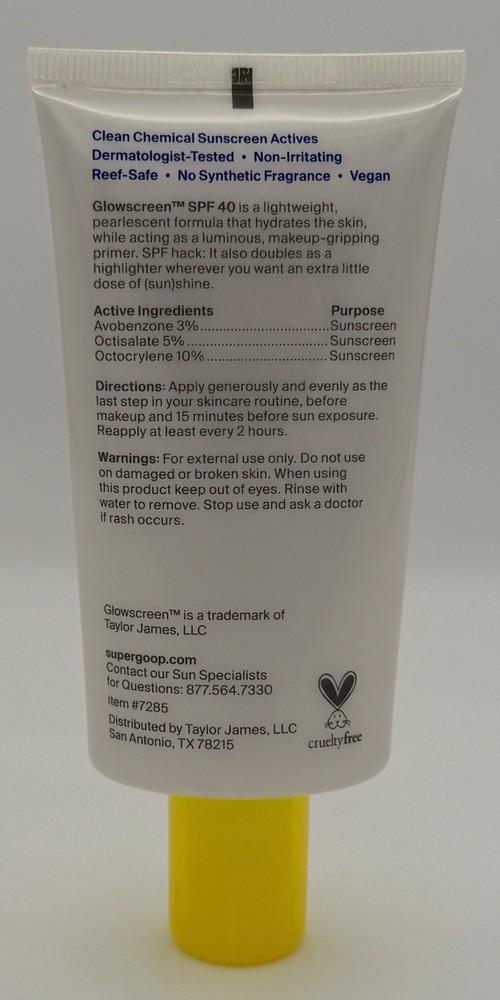 Clean Chemical Sunscreen Actives
Dermatologist-Tested • Non-Irritating
Reef-Safe • No Synthetic Fragrance • Vegan
Glowscreen™ SPF 40 is a lightweight,
pearlescent formula that hydrates the skin,
while acting as a luminous, makeup-gripping
primer. SPF hack: It also doubles as a
highlighter wherever you want an extra little
dose of (sun)shine.
Active Ingredients Purpose
Avobenzone 3%..............................Sunscreen
Octisalate 5%.................................Sunscreen
Octocrylene 10%............................Sunscreen
Directions: Apply generously and evenly as the
last step in your skincare routine, before
makeup and 15 minutes before sun exposure.
Reapply at least every 2 hours.
Warnings: For external use only. Do not use
on damaged or broken skin. When using
this product keep out of eyes. Rinse with
water to remove. Stop use and ask a doctor
if rash occurs.
Glowscreen™ is a trademark of
Taylor James, LLC
supergoop.com
Contact our Sun Specialists
for Questions: 877.564.7330
Item #7285
Distributed by Taylor James, LLC
San Antonio, TX 78215
crueltyfree